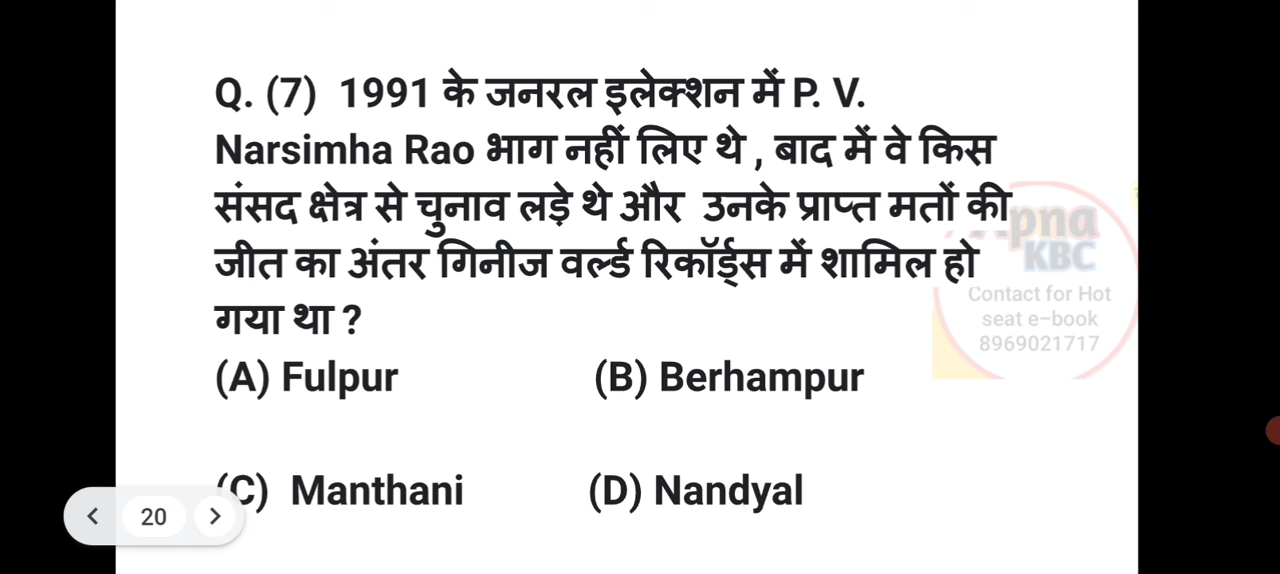 Q. (7) 1991 के जनरल इलेक्शन में P. V.
Narsimha Rao भाग नहीं लिए थे , बाद में वे किस
संसद क्षेत्र से चुनाव लड़े थे और उनके प्राप्त मतों की
जीत का अंतर गिनीज वर्ल्ड रिकॉर्ड्स में शामिल हो
गया था ?
Apna
KBC
Contact for Hot
seat e-book
8969021717
(A) Fulpur (B) Berhampur
(C) Manthani (D) Nandyal
< 20 >